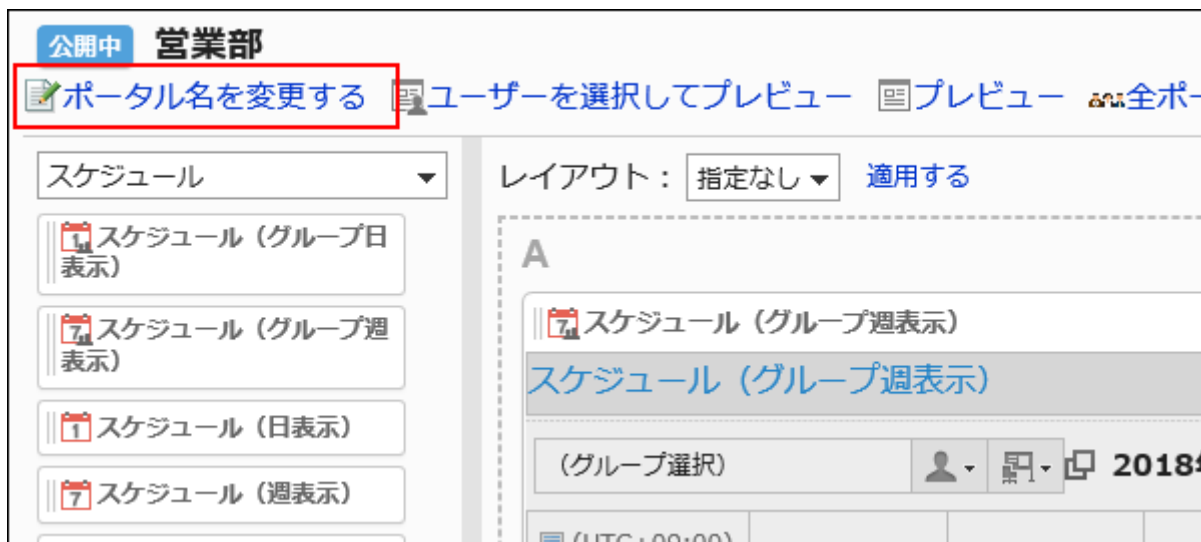 公開中 営業部
ポータル名を変更する ユーザーを選択してプレビュー プレビュー 全ポー
スケジュール
レイアウト： 指定なし 適用する
スケジュール（グループ日
表示）
スケジュール（グループ週
表示）
スケジュール（日表示）
スケジュール（週表示）
A
スケジュール（グループ週表示）
スケジュール（グループ週表示）
（グループ選択） 2018